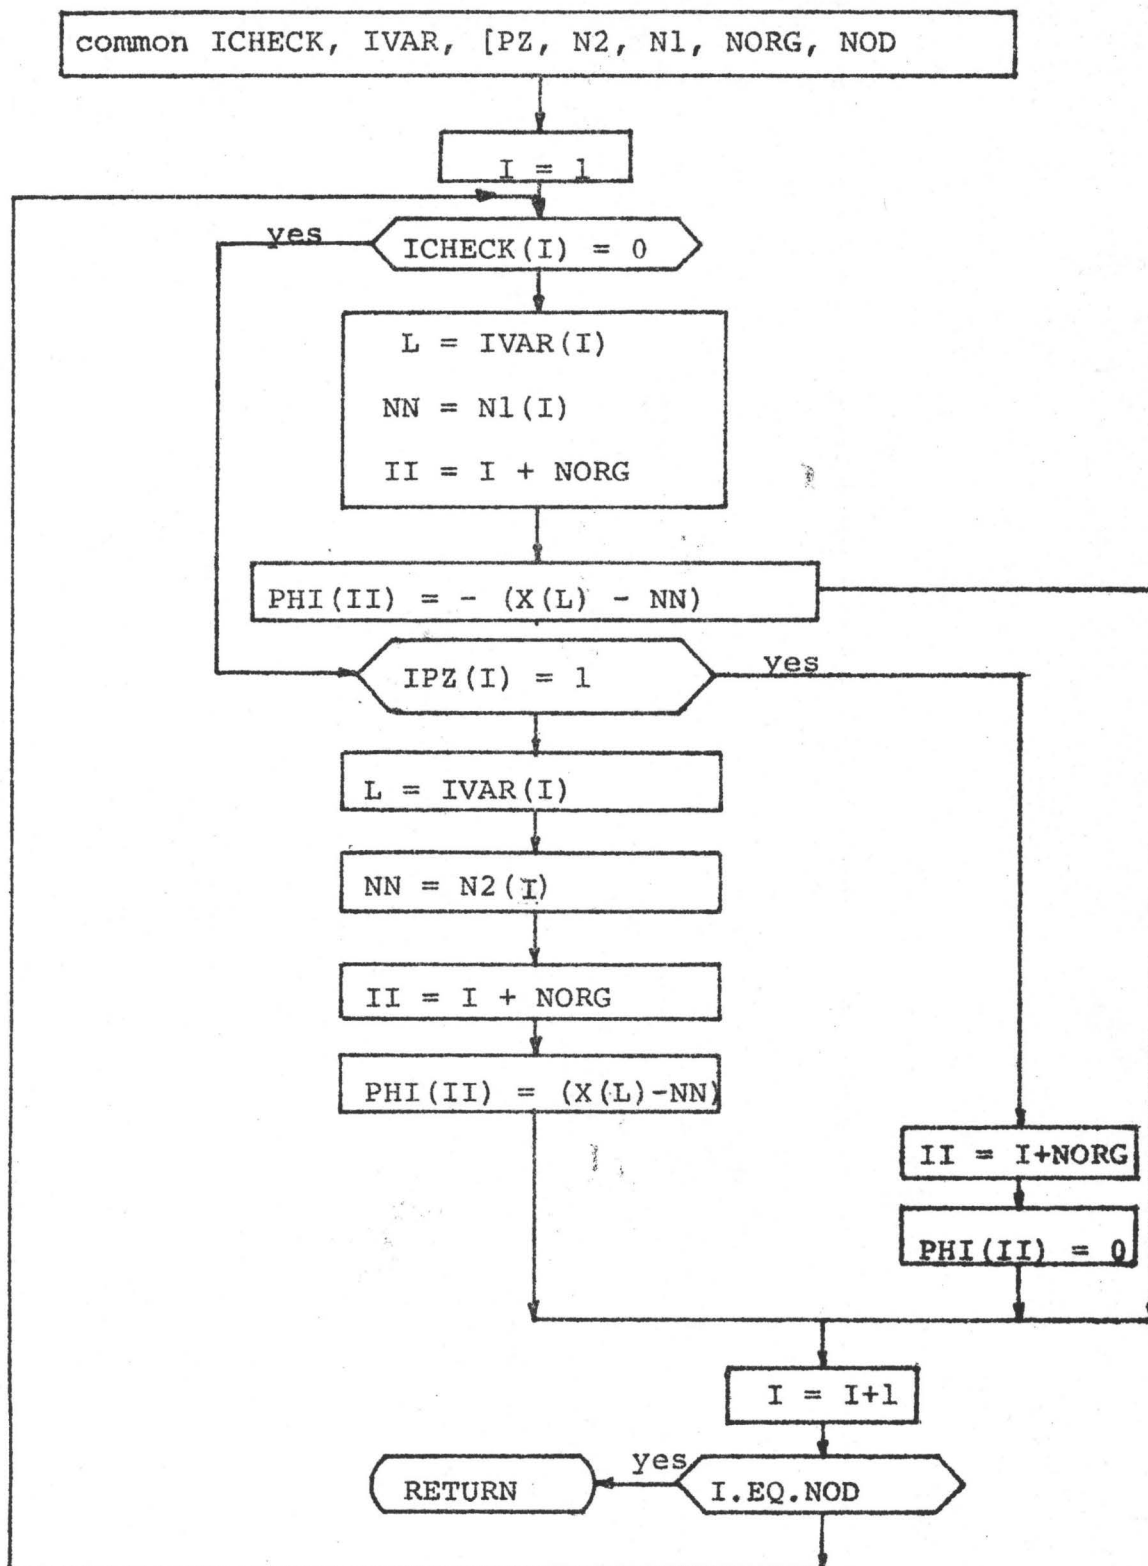 common ICHECK, IVAR, [PZ, N2, N1, NORG, NOD
I = 1
yes
ICHECK(I) = 0
L = IVAR(I)
NN = N1(I)
II = I + NORG
PHI(II) = - (X(L) - NN)
IPZ(I) = 1
yes
L = IVAR(I)
NN = N2(I)
II = I + NORG
PHI(II) = (X(L)-NN)
II = I+NORG
PHI(II) = 0
I = I+1
yes
RETURN
I.EQ.NOD